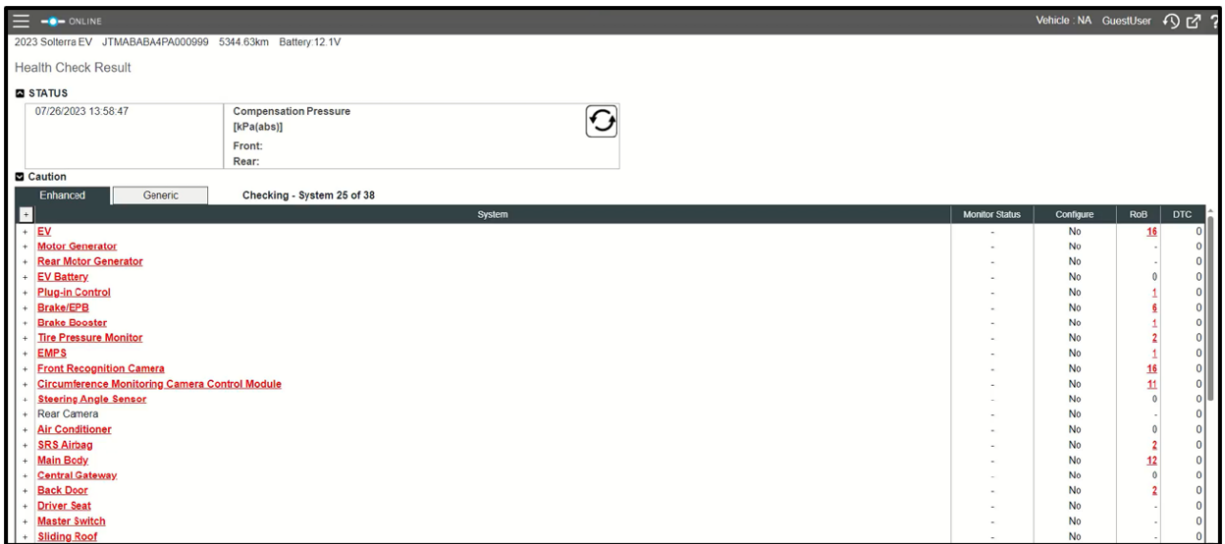 ONLINE Vehicle : NA GuestUser ?
2023 Solterra EV JTMABABA4PA000999 5344.63km Battery:12.1V
Health Check Result
STATUS
07/26/2023 13:58:47 Compensation Pressure
[kPa(abs)]
Front:
Rear:
Caution
Enhanced Generic Checking - System 25 of 38
+ System Monitor Status Configure RoB DTC
+ EV - No 16 0
+ Motor Generator - No - 0
+ Rear Motor Generator - No - 0
+ EV Battery - No 0 0
+ Plug-in Control - No 1 0
+ Brake/EPB - No 6 0
+ Brake Booster - No 1 0
+ Tire Pressure Monitor - No 2 0
+ EMPS - No 1 0
+ Front Recognition Camera - No 16 0
+ Circumference Monitoring Camera Control Module - No 11 0
+ Steering Angle Sensor - No 0 0
+ Rear Camera - No - 0
+ Air Conditioner - No 0 0
+ SRS Airbag - No 2 0
+ Main Body - No 12 0
+ Central Gateway - No 0 0
+ Back Door - No 2 0
+ Driver Seat - No - 0
+ Master Switch - No - 0
+ Sliding Roof - No - 0